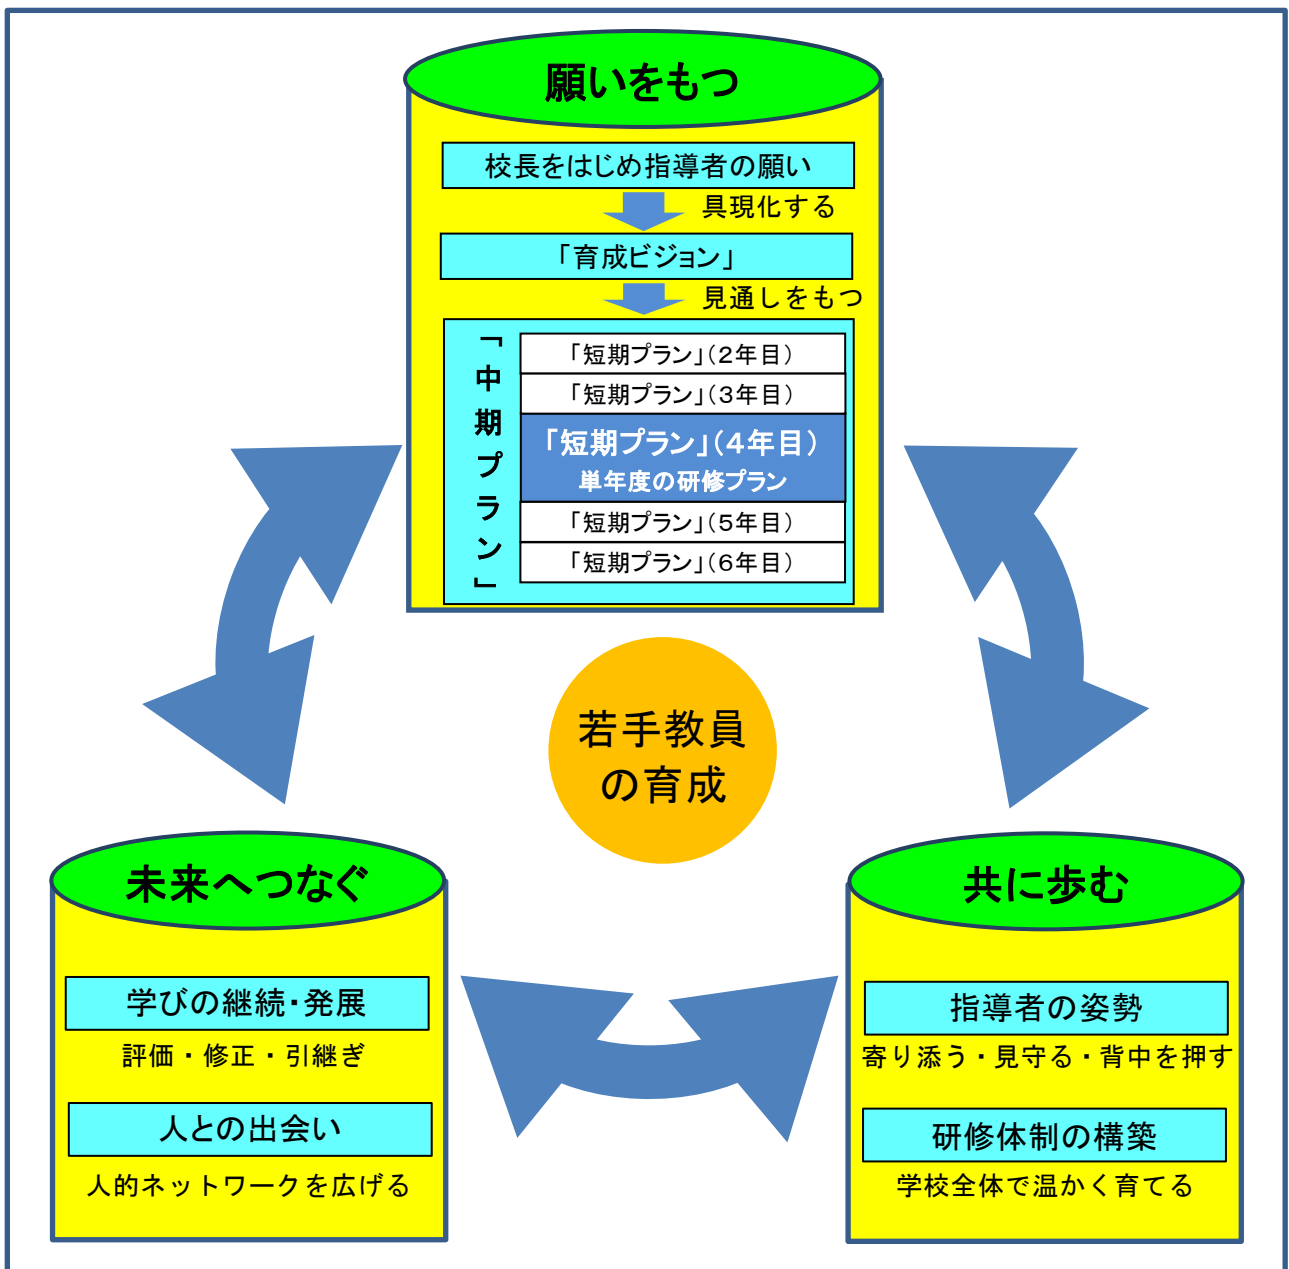 願いをもつ
校長をはじめ指導者の願い
具現化する
「育成ビジョン」
見通しをもつ
「中期プラン」
「短期プラン」(2年目)
「短期プラン」(3年目)
「短期プラン」(4年目)
単年度の研修プラン
「短期プラン」(5年目)
「短期プラン」(6年目)
若手教員
の育成
未来へつなぐ
学びの継続・発展
評価・修正・引継ぎ
人との出会い
人的ネットワークを広げる
共に歩む
指導者の姿勢
寄り添う・見守る・背中を押す
研修体制の構築
学校全体で温かく育てる